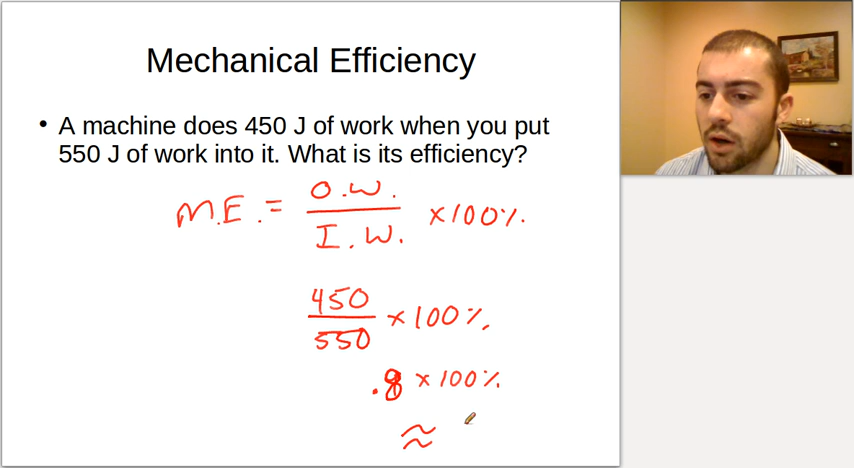 Mechanical Efficiency
• A machine does 450 J of work when you put
550 J of work into it. What is its efficiency?
M.E. = O.W. / I.W. ×100%.
450 / 550 ×100%.
.8 ×100%.
≈